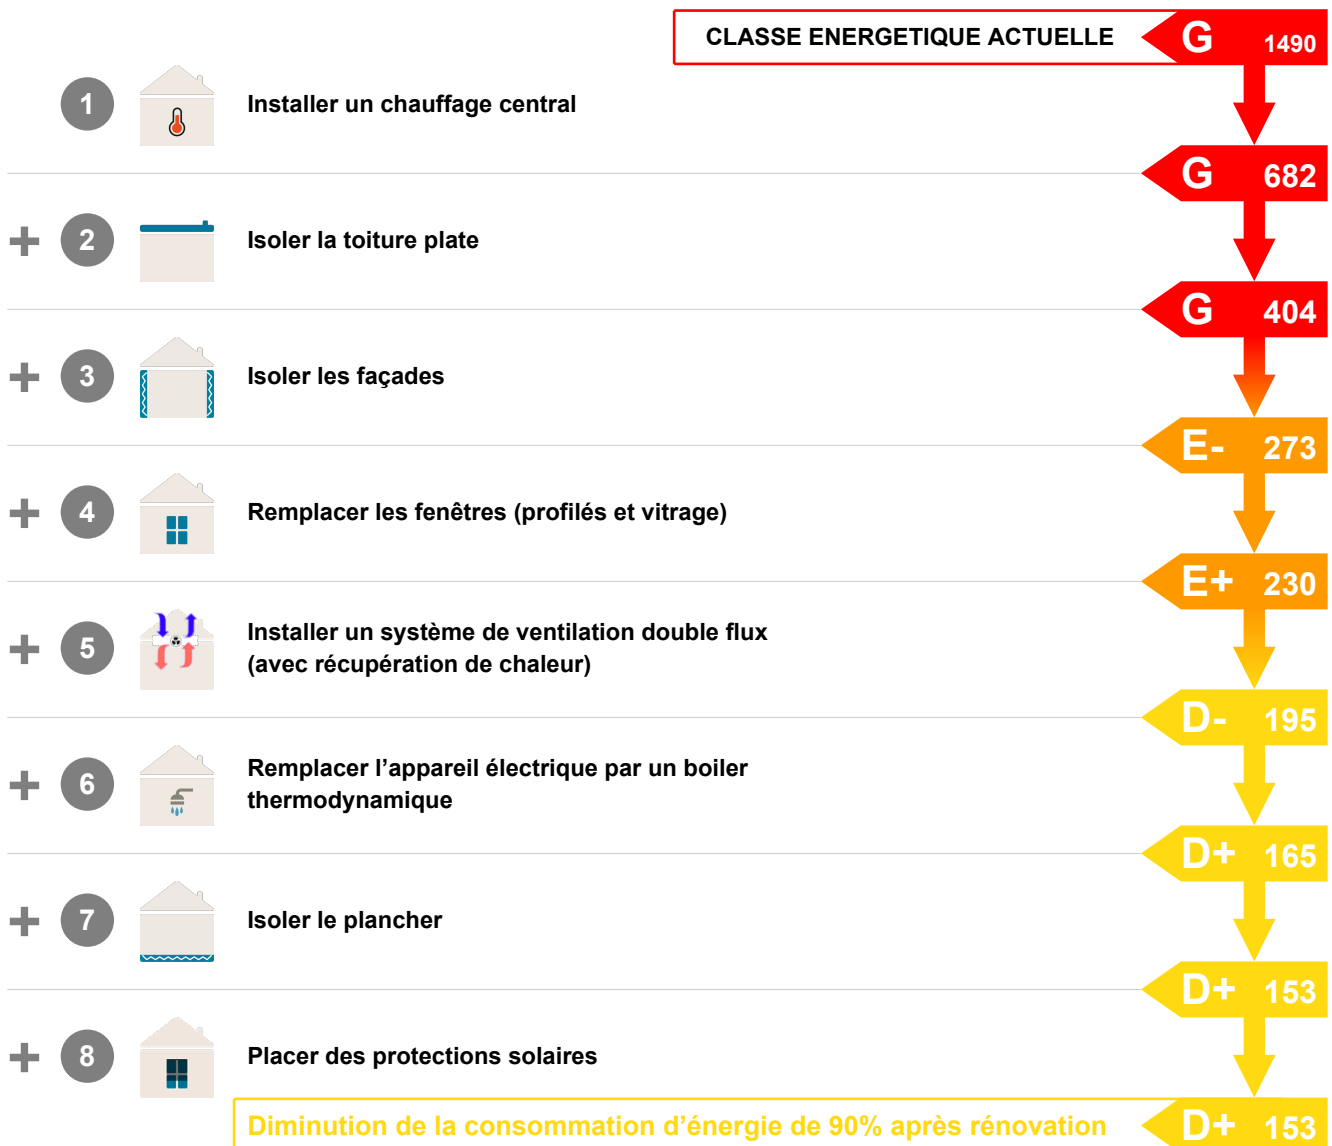 CLASSE ENERGETIQUE ACTUELLE G 1490
1 Installer un chauffage central
G 682
+ 2 Isoler la toiture plate
G 404
+ 3 Isoler les façades
E- 273
+ 4 Remplacer les fenêtres (profilés et vitrage)
E+ 230
+ 5 Installer un système de ventilation double flux
(avec récupération de chaleur)
D- 195
+ 6 Remplacer l’appareil électrique par un boiler
thermodynamique
D+ 165
+ 7 Isoler le plancher
D+ 153
+ 8 Placer des protections solaires
Diminution de la consommation d’énergie de 90% après rénovation D+ 153